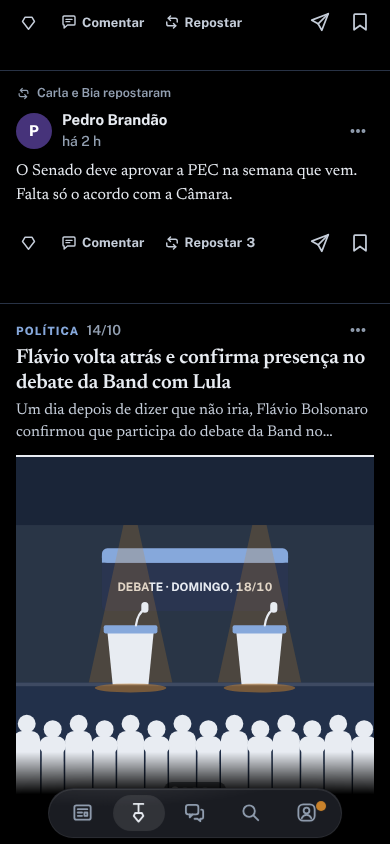 Comentar
Repostar
Carla e Bia repostaram
P
Pedro Brandão
há 2 h
O Senado deve aprovar a PEC na semana que vem.
Falta só o acordo com a Câmara.
Comentar
Repostar 3
POLÍTICA 14/10
Flávio volta atrás e confirma presença no
debate da Band com Lula
Um dia depois de dizer que não iria, Flávio Bolsonaro
confirmou que participa do debate da Band no...
DEBATE · DOMINGO, 18/10